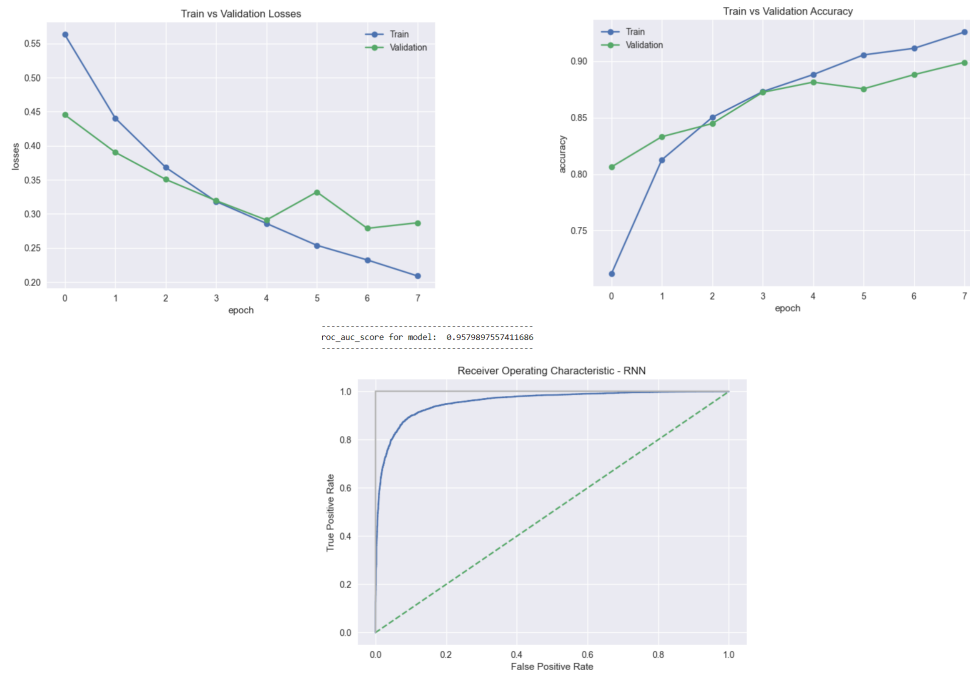 Train vs Validation Losses
Train
Validation
0.55
0.50
0.45
0.40
0.35
0.30
0.25
0.20
losses
0 1 2 3 4 5 6 7
epoch
Train vs Validation Accuracy
Train
Validation
0.90
0.85
0.80
0.75
accuracy
0 1 2 3 4 5 6 7
epoch
----------------------------------------
roc_auc_score for model:  0.9579897557411686
----------------------------------------
Receiver Operating Characteristic - RNN
1.0
0.8
0.6
0.4
0.2
0.0
True Positive Rate
0.0 0.2 0.4 0.6 0.8 1.0
False Positive Rate